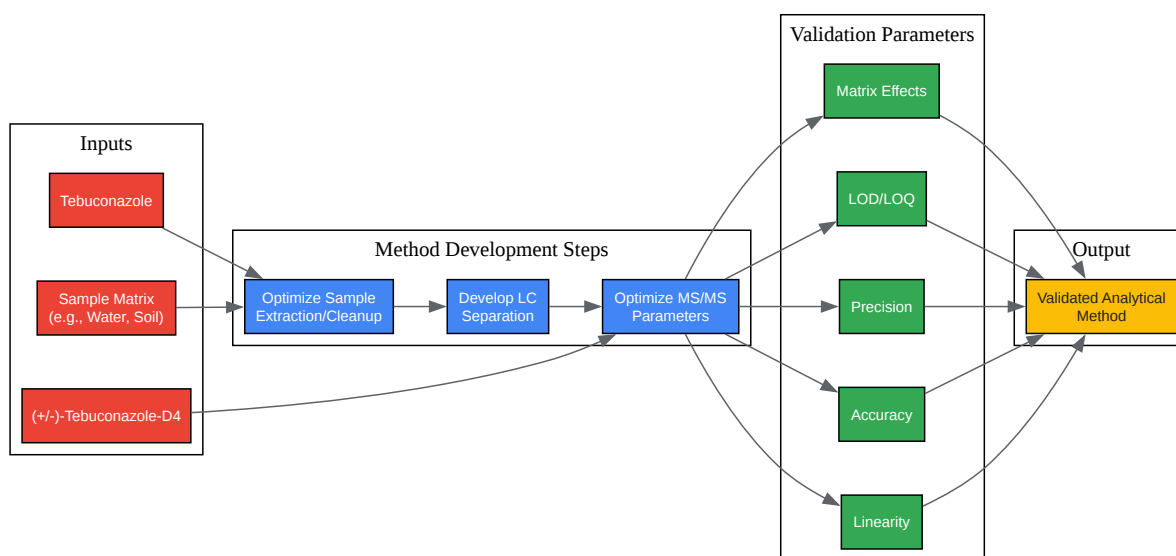 Inputs
Tebuconazole
Sample Matrix
(e.g., Water, Soil)
(+/-)-Tebuconazole-D4
Method Development Steps
Optimize Sample
Extraction/Cleanup
Develop LC
Separation
Optimize MS/MS
Parameters
Validation Parameters
Matrix Effects
LOD/LOQ
Precision
Accuracy
Linearity
Output
Validated Analytical
Method